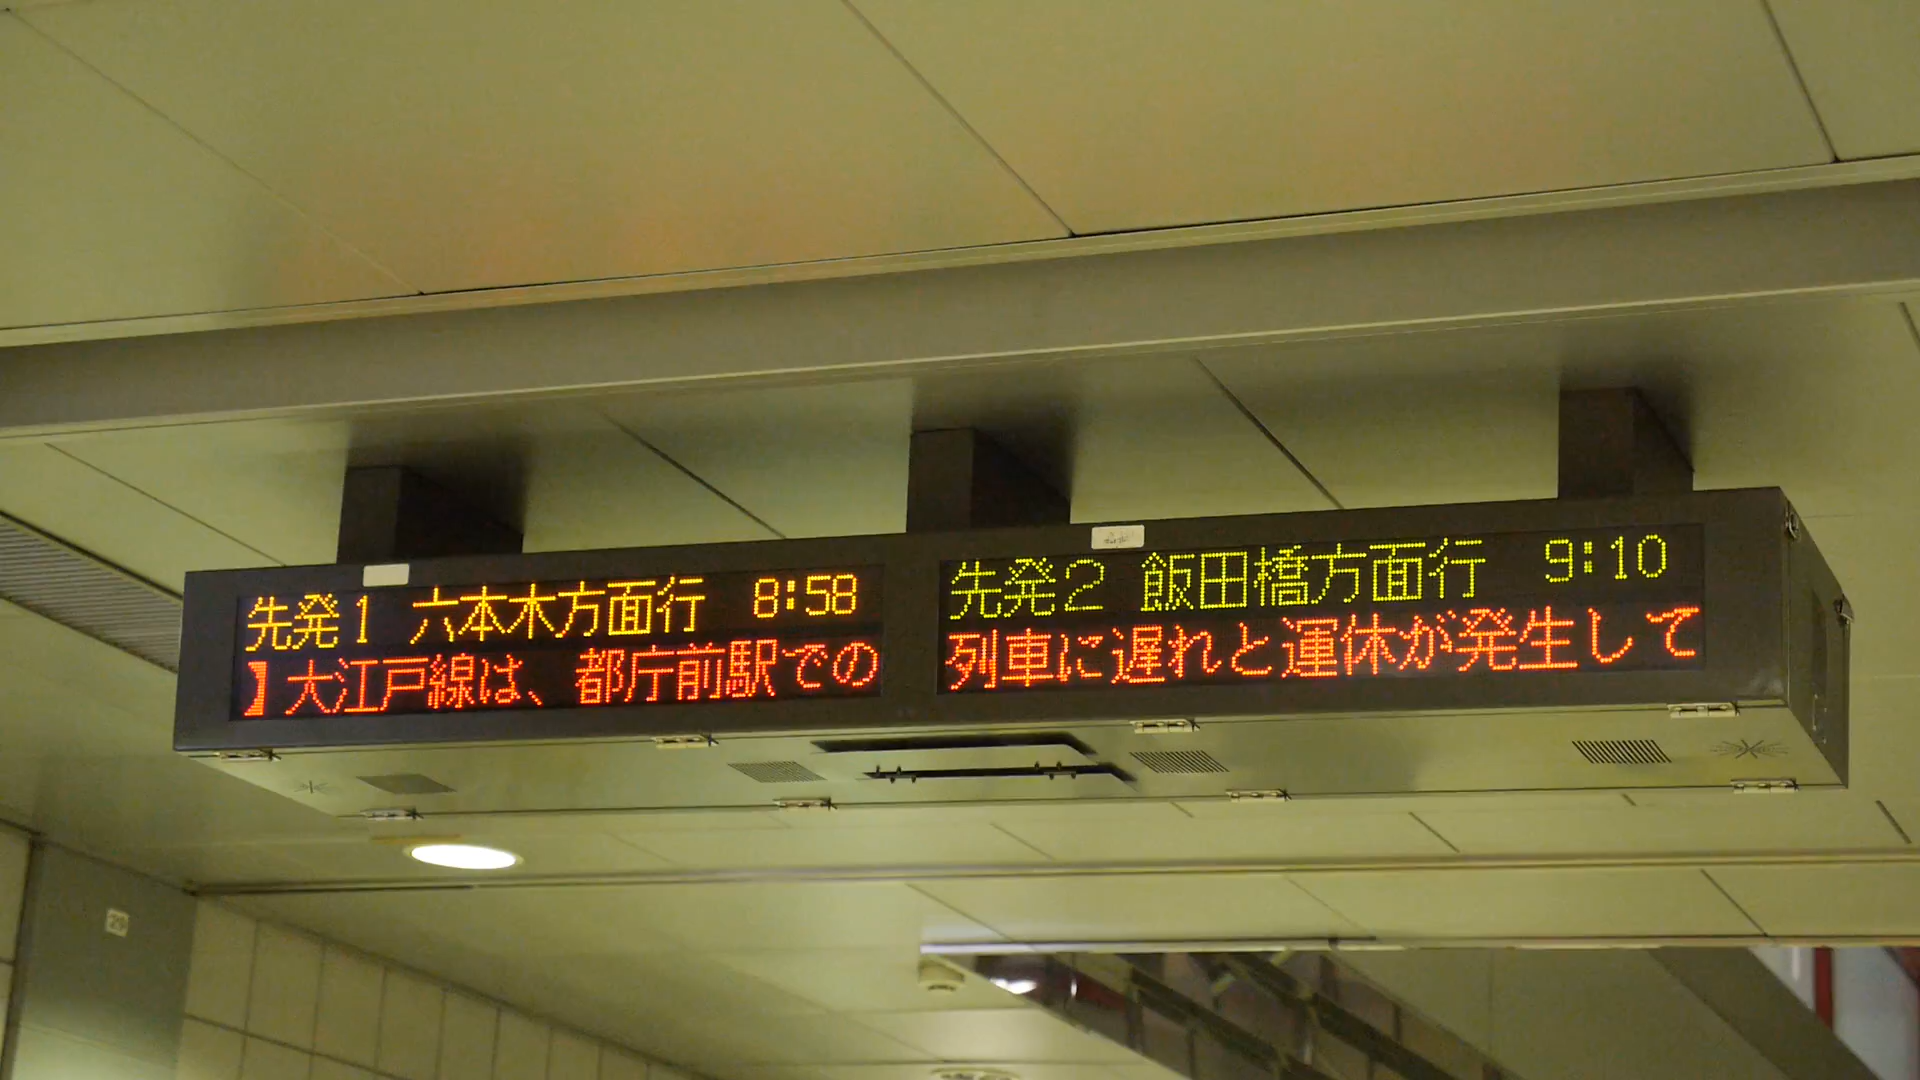 先発1 六本木方面行 8:58
】大江戸線は、都庁前駅での
先発2 飯田橋方面行 9:10
列車に遅れと運休が発生して